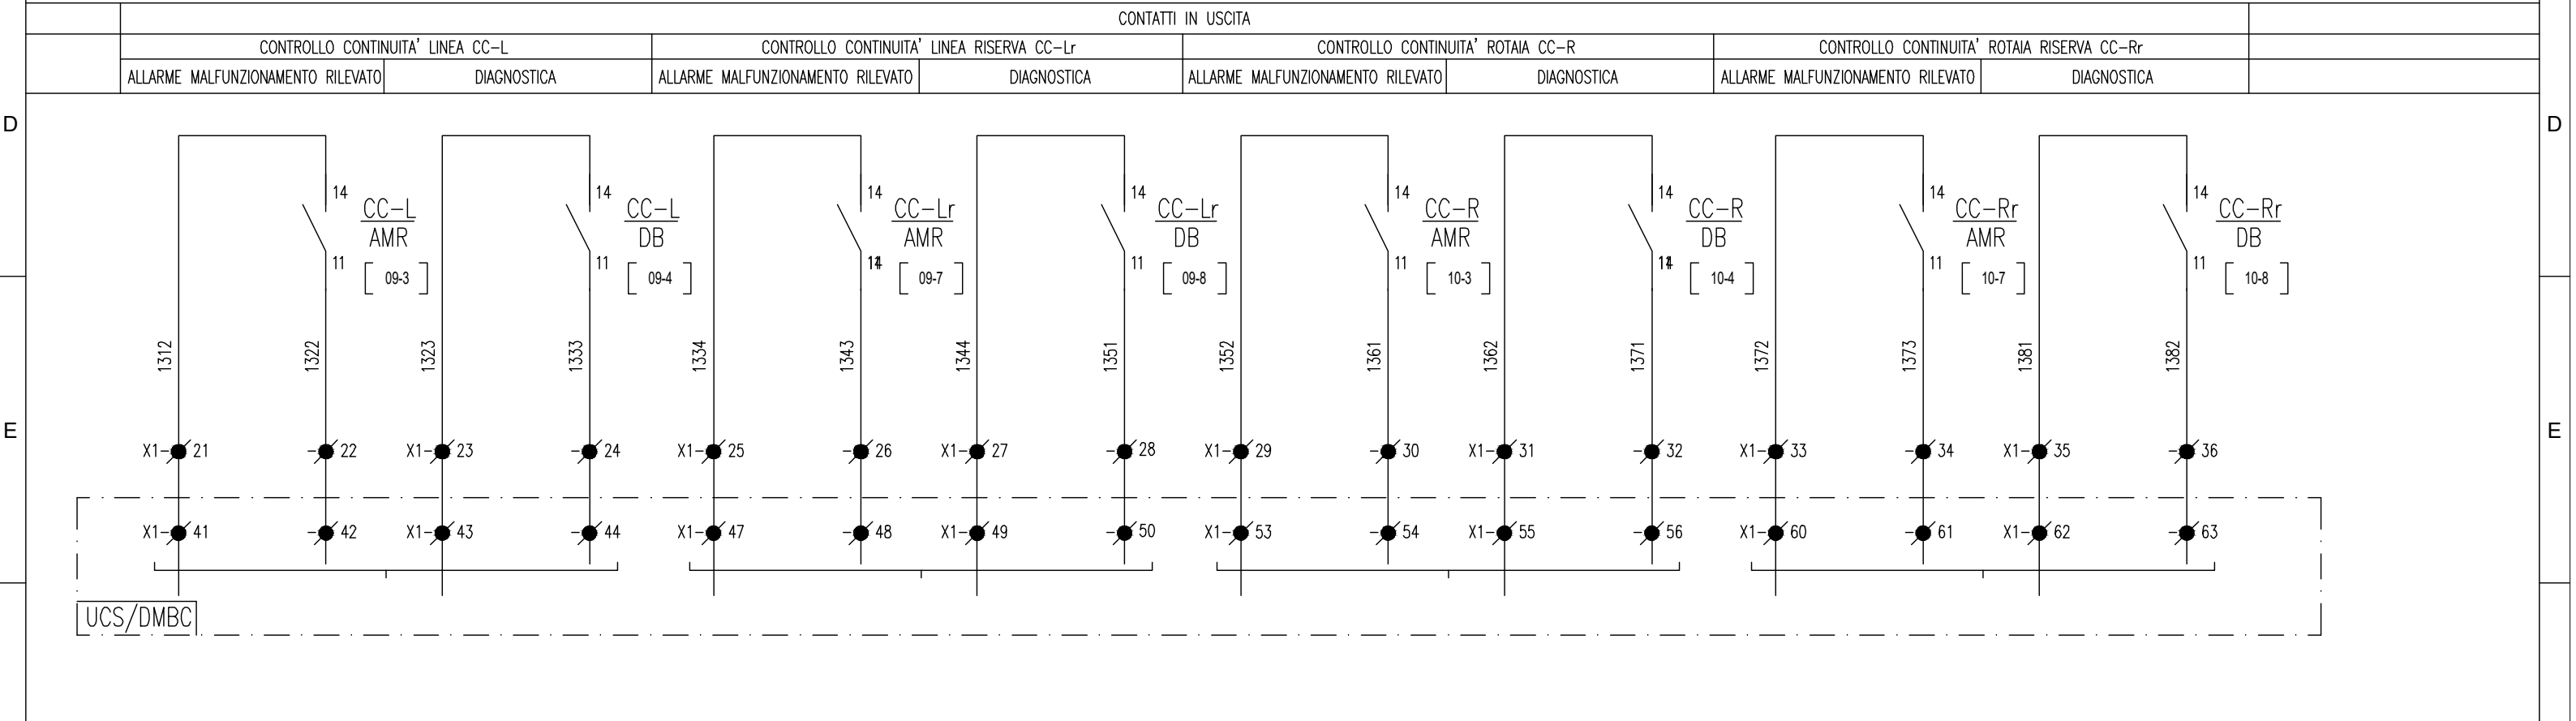 CONTATTI IN USCITA
CONTROLLO CONTINUITA' LINEA CC-L CONTROLLO CONTINUITA' LINEA RISERVA CC-Lr CONTROLLO CONTINUITA' ROTAIA CC-R CONTROLLO CONTINUITA' ROTAIA RISERVA CC-Rr
ALLARME MALFUNZIONAMENTO RILEVATO DIAGNOSTICA ALLARME MALFUNZIONAMENTO RILEVATO DIAGNOSTICA ALLARME MALFUNZIONAMENTO RILEVATO DIAGNOSTICA ALLARME MALFUNZIONAMENTO RILEVATO DIAGNOSTICA
D D
14 14 14 14 14 14 14 14
CC-L CC-L CC-Lr CC-Lr CC-R CC-R CC-Rr CC-Rr
AMR DB AMR DB AMR DB AMR DB
11 11 11 11 11 11
09-3 09-4 09-7 09-8 10-3 10-4 10-7 10-8
1312 1322 1323 1333 1334 1343 1344 1351 1352 1361 1362 1371 1372 1373 1381 1382
E E
X1- 21 - 22 X1- 23 - 24 X1- 25 - 26 X1- 27 - 28 X1- 29 - 30 X1- 31 - 32 X1- 33 - 34 X1- 35 - 36
X1- 41 - 42 X1- 43 - 44 X1- 47 - 48 X1- 49 - 50 X1- 53 - 54 X1- 55 - 56 X1- 60 - 61 X1- 62 - 63
UCS/DMBC